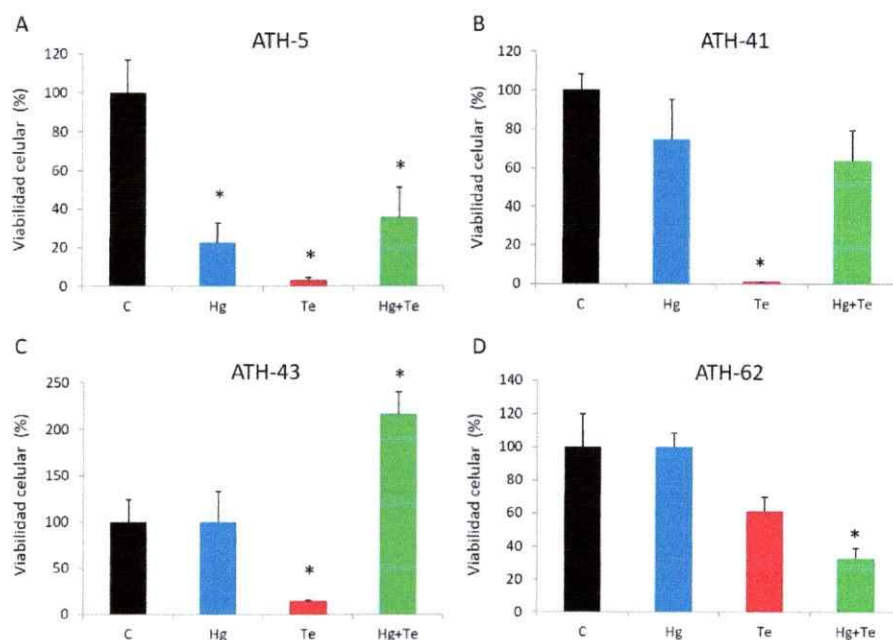 A
ATH-5
Viabilidad celular (%)
120
100
80
60
40
20
0
*
*
*
C Hg Te Hg+Te
B
ATH-41
Viabilidad celular (%)
120
100
80
60
40
20
0
*
C Hg Te Hg+Te
C
ATH-43
Viabilidad celular (%)
250
200
150
100
50
0
*
*
C Hg Te Hg+Te
D
ATH-62
Viabilidad celular (%)
140
120
100
80
60
40
20
0
*
C Hg Te Hg+Te